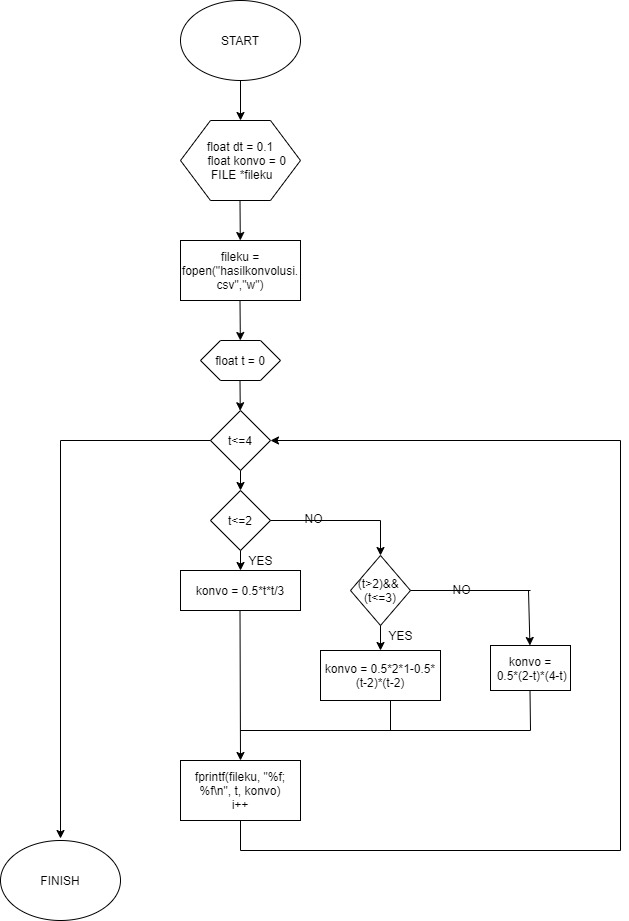 START
float dt = 0.1
float konvo = 0
FILE *fileku
fileku =
fopen("hasilkonvolusi.
csv","w")
float t = 0
t<=4
t<=2
NO
YES
(t>2)&&
(t<=3)
NO
konvo = 0.5*t*t/3
YES
konvo = 0.5*2*1-0.5*
(t-2)*(t-2)
konvo =
0.5*(2-t)*(4-t)
fprintf(fileku, "%f;
%f\n", t, konvo)
i++
FINISH